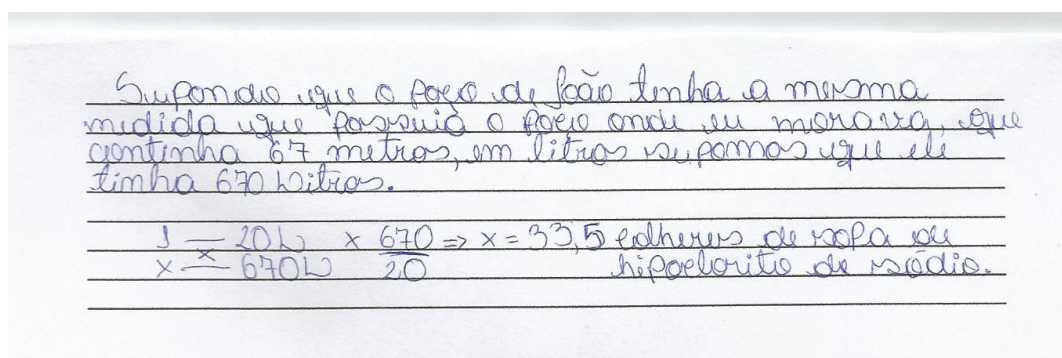 Supondo que o poço de João tenha a mesma
medida que possuia o poço onde eu morava, que
continha 67 metros, em litros supomos que ele
tinha 670 Litros.
1 — 20L x 670 => x = 33,5 colheres de sopa de
x — 670L 20 hipoclorito de sódio.